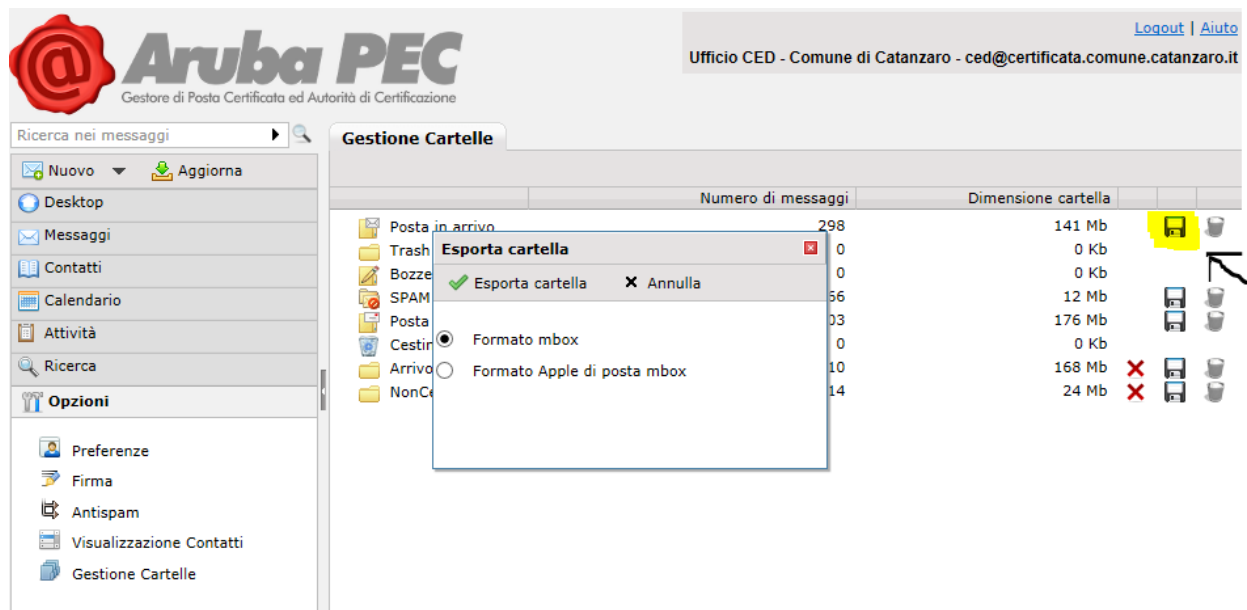 Logout | Aiuto
Aruba PEC
Ufficio CED - Comune di Catanzaro - ced@certificata.comune.catanzaro.it
Gestore di Posta Certificata ed Autorità di Certificazione
Ricerca nei messaggi
Gestione Cartelle
Nuovo Aggiorna
Desktop
Numero di messaggi Dimensione cartella
Messaggi
Posta in arrivo 298 141 Mb
Trash 0 0 Kb
Esporta cartella
Contatti
Bozze 0 0 Kb
Esporta cartella Annulla
Calendario
SPAM 66 12 Mb
Posta 03 176 Mb
Attività
Formato mbox
Cestin 0 0 Kb
Ricerca
Arrivo 10 168 Mb
Formato Apple di posta mbox
NonCe 14 24 Mb
Opzioni
Preferenze
Firma
Antispam
Visualizzazione Contatti
Gestione Cartelle